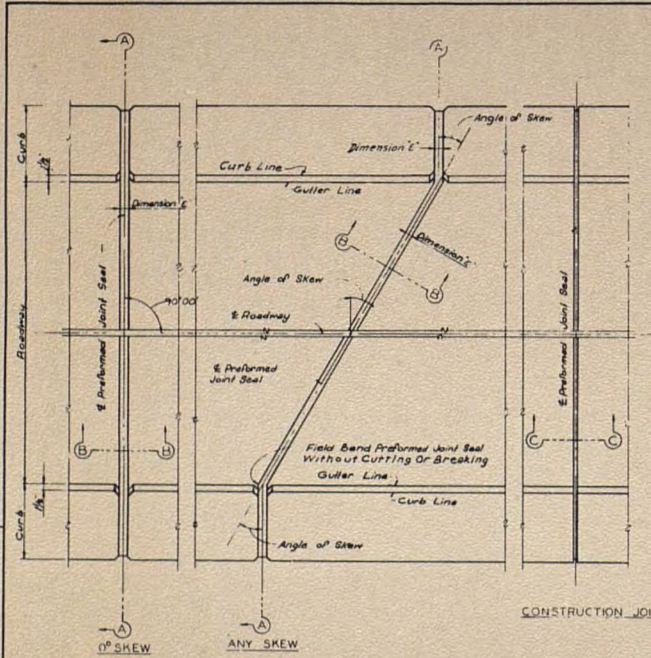 A
A
Angle of Skew
Dimension "E"
Curb
Curb Line
Gutter Line
Dimension E
Dimension C
B
B
℄ Preformed Joint Seal
℄ Preformed Joint Seal
90°00'
Angle of Skew
Roadway
℄ Roadway
℄ Preformed
Joint Seal
B
B
C
C
Field Bend Preformed Joint Seal
Without Cutting Or Breaking
Gutter Line
Curb Line
Curb
Angle of Skew
A
A
0° SKEW
ANY SKEW
CONSTRUCTION JOI